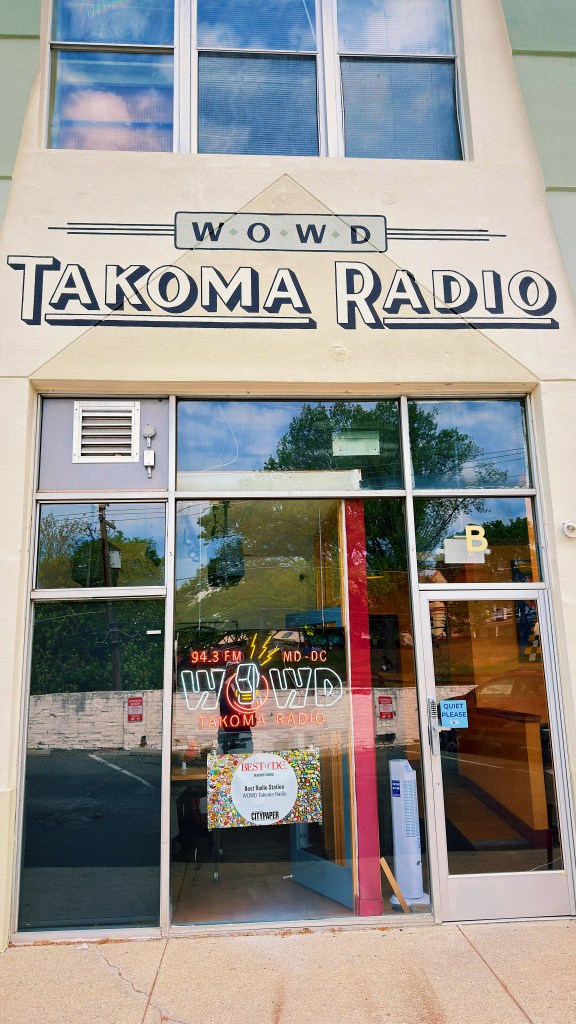 W·O·W·D
TAKOMA RADIO
B
94.3 FM MD-DC
WOWD
TAKOMA RADIO
QUIET
PLEASE
BEST OF DC
Best Radio Station
WOWD Takoma Radio
CITYPAPER